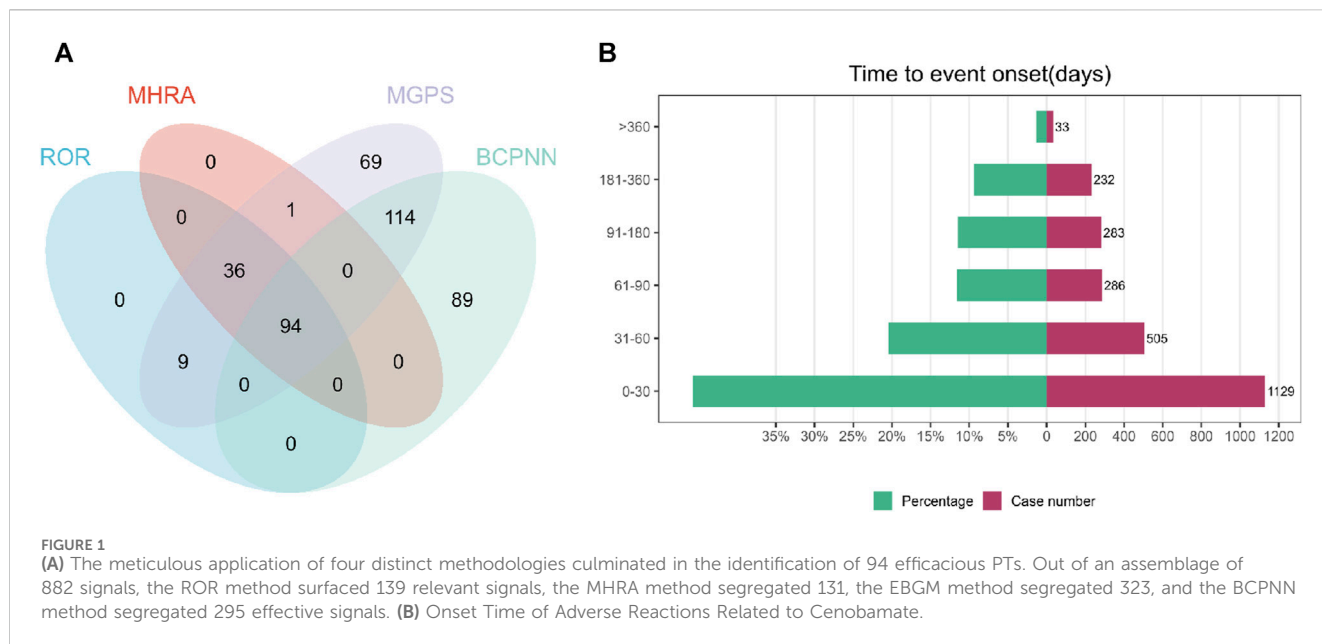 A
MHRA
MGPS
ROR
BCPNN
0
69
0
1
114
36
0
0
89
94
9
0
0
0
0
B
Time to event onset(days)
>360
33
181-360
232
91-180
283
61-90
286
31-60
505
0-30
1129
35% 30% 25% 20% 15% 10% 5% 0 200 400 600 800 1000 1200
Percentage Case number
FIGURE 1
(A) The meticulous application of four distinct methodologies culminated in the identification of 94 efficacious PTs. Out of an assemblage of
882 signals, the ROR method surfaced 139 relevant signals, the MHRA method segregated 131, the EBGM method segregated 323, and the BCPNN
method segregated 295 effective signals. (B) Onset Time of Adverse Reactions Related to Cenobamate.